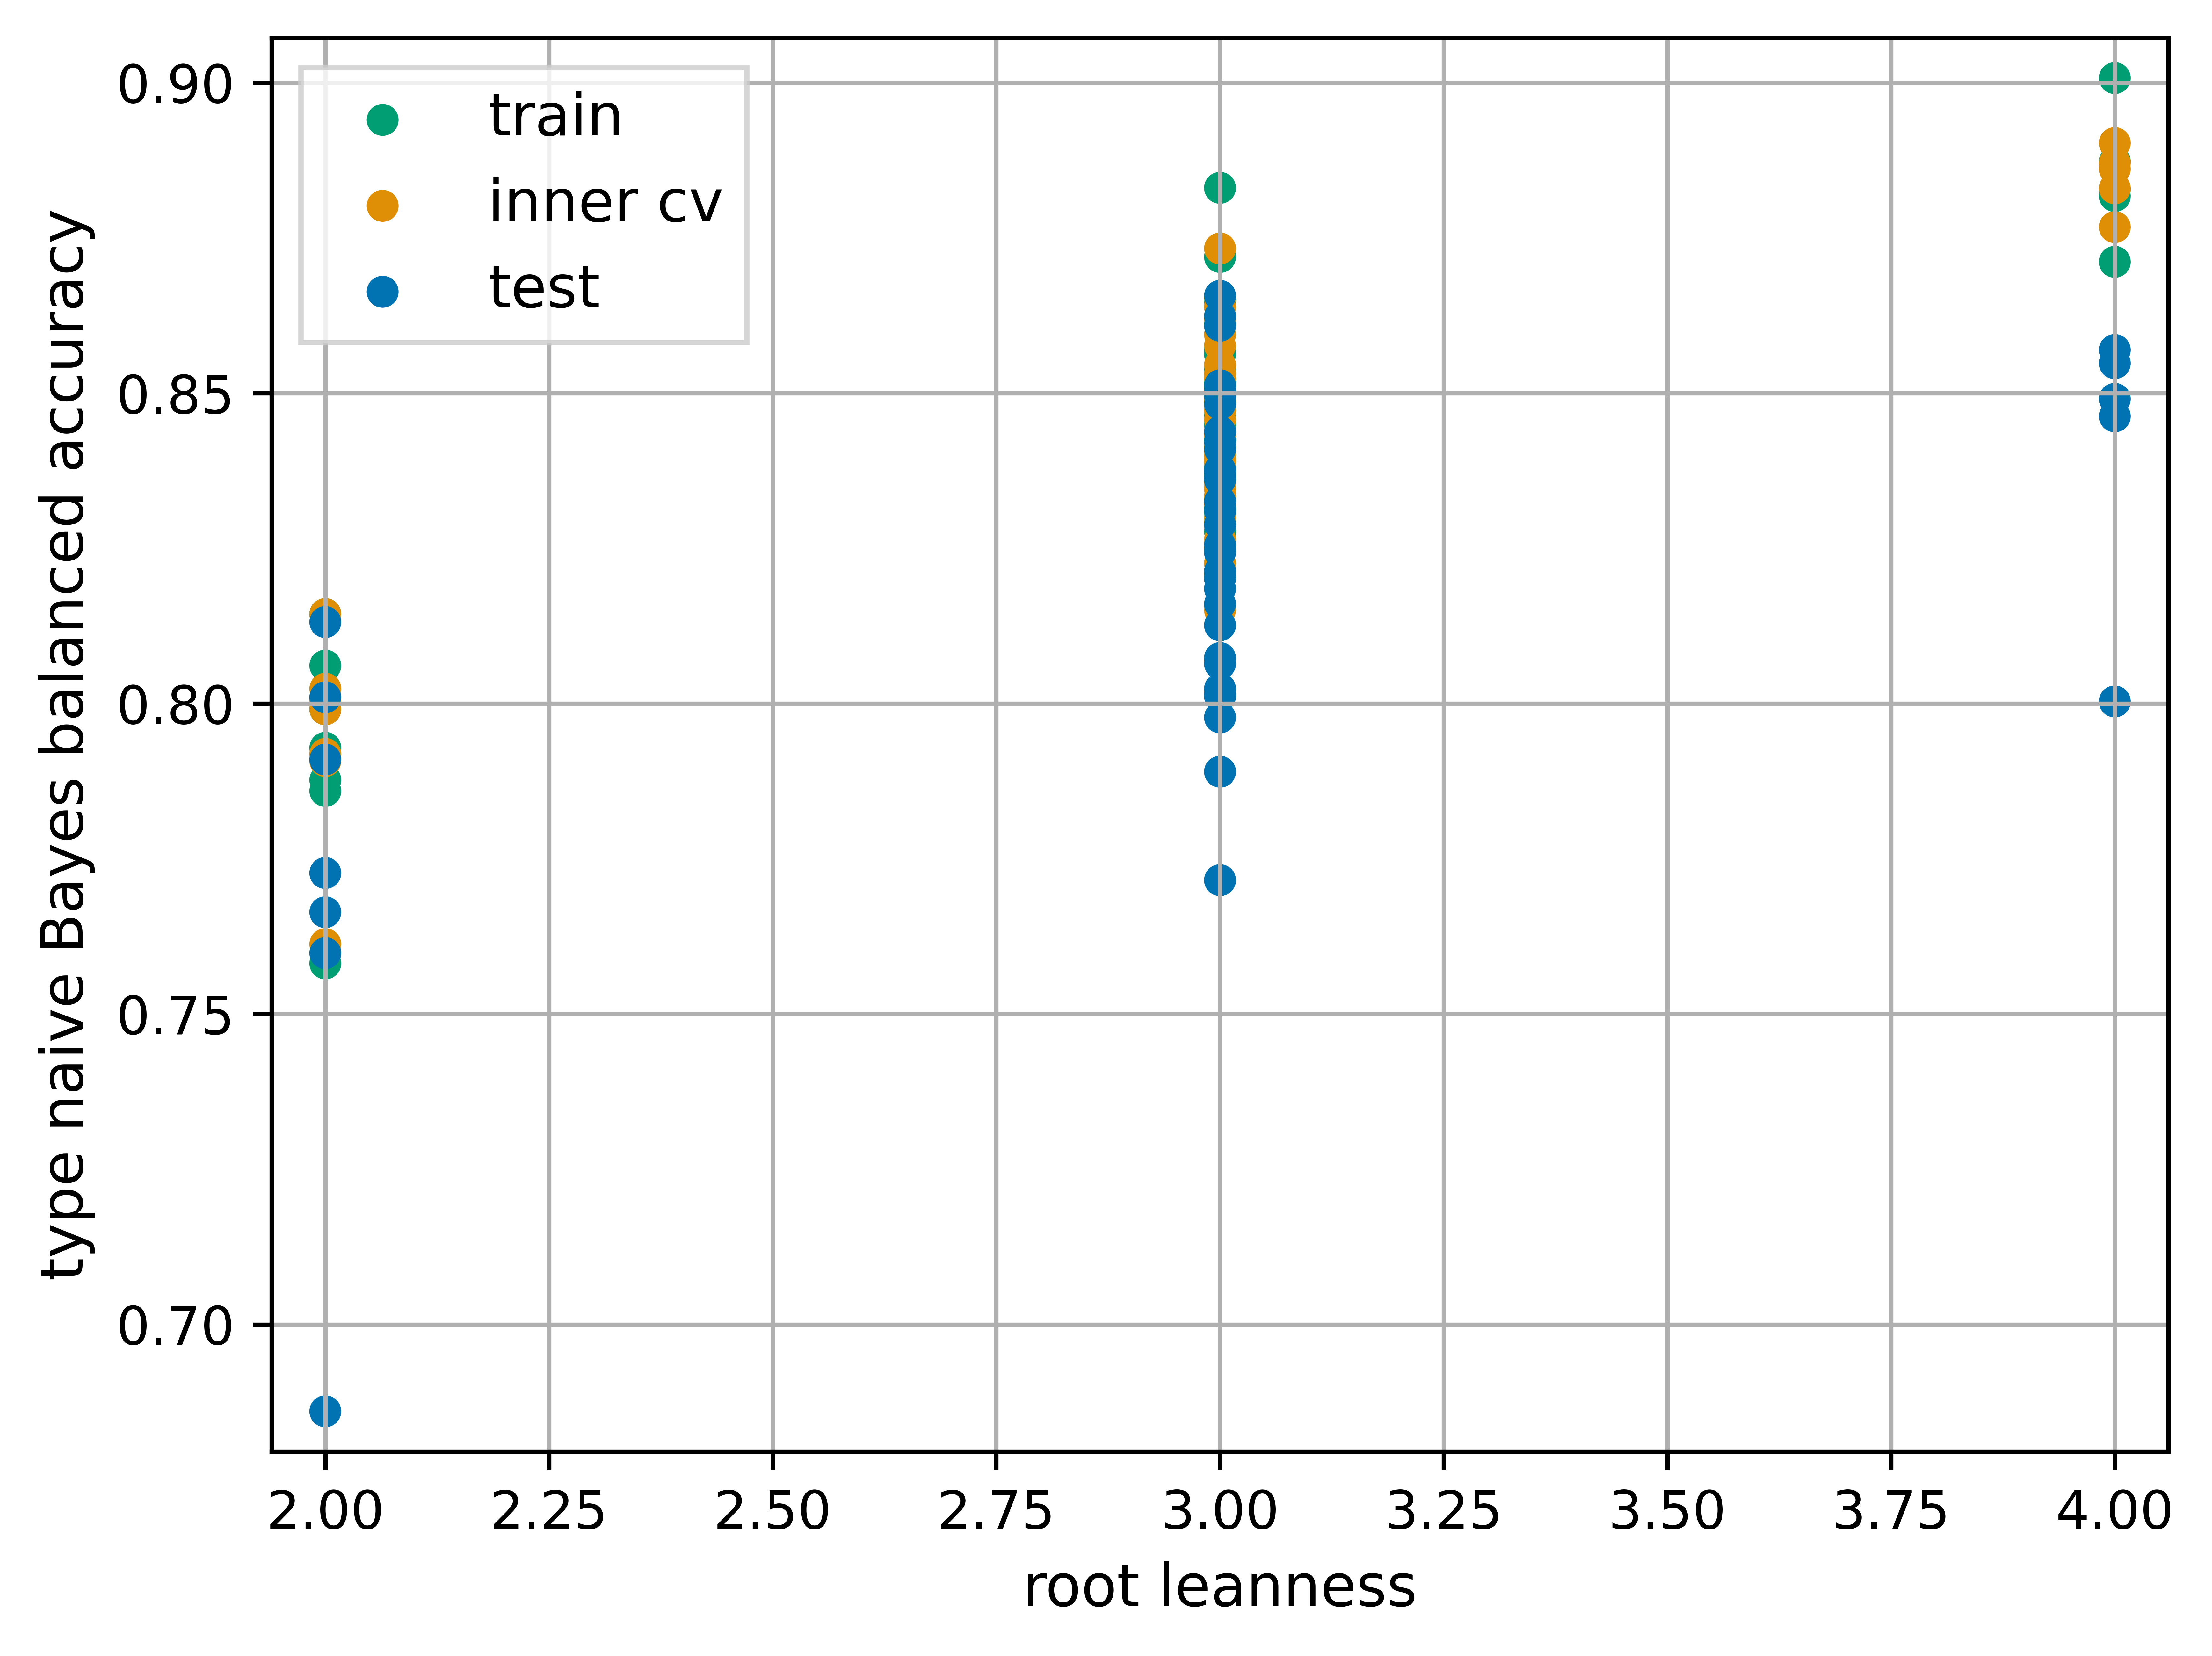 0.90
0.85
0.80
0.75
0.70
type naive Bayes balanced accuracy
train
inner cv
test
2.00 2.25 2.50 2.75 3.00 3.25 3.50 3.75 4.00
root leanness